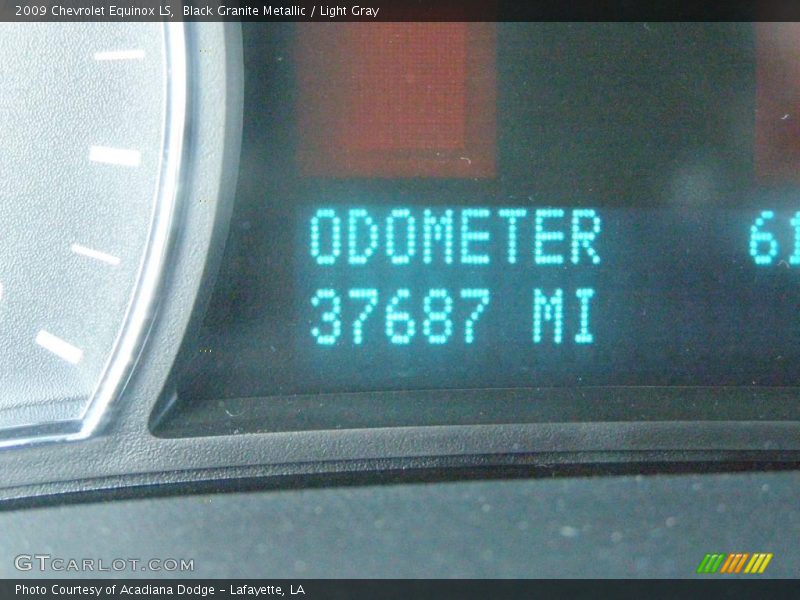 2009 Chevrolet Equinox LS, Black Granite Metallic / Light Gray
ODOMETER
37687 MI
61
GTCARLOT.COM
Photo Courtesy of Acadiana Dodge - Lafayette, LA